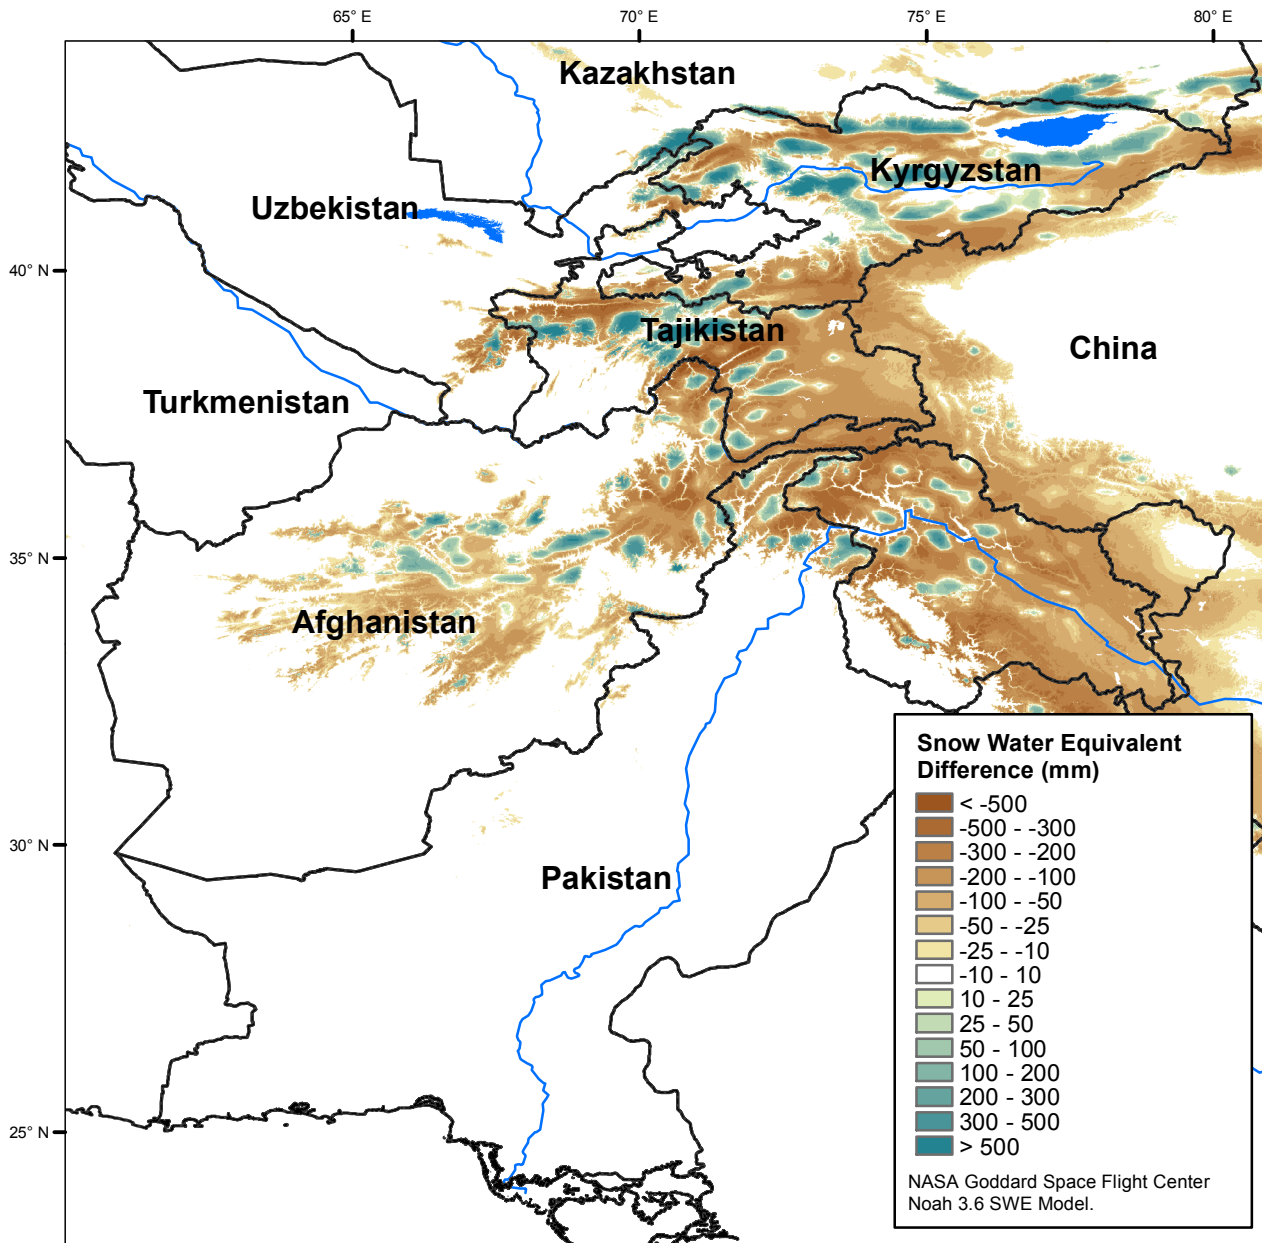 65° E
70° E
75° E
80° E
Kazakhstan
Kyrgyzstan
Uzbekistan
40° N
Tajikistan
China
Turkmenistan
35° N
Afghanistan
Snow Water Equivalent
Difference (mm)
< -500
-500 - -300
-300 - -200
-200 - -100
-100 - -50
-50 - -25
-25 - -10
-10 - 10
10 - 25
25 - 50
50 - 100
100 - 200
200 - 300
300 - 500
> 500
NASA Goddard Space Flight Center
Noah 3.6 SWE Model.
30° N
Pakistan
25° N